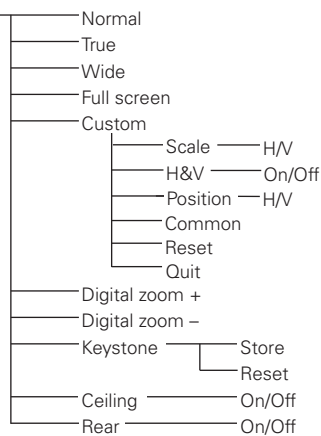 Normal
True
Wide
Full screen
Custom
Scale H/V
H&V On/Off
Position H/V
Common
Reset
Quit
Digital zoom +
Digital zoom –
Keystone Store
Reset
Ceiling On/Off
Rear On/Off